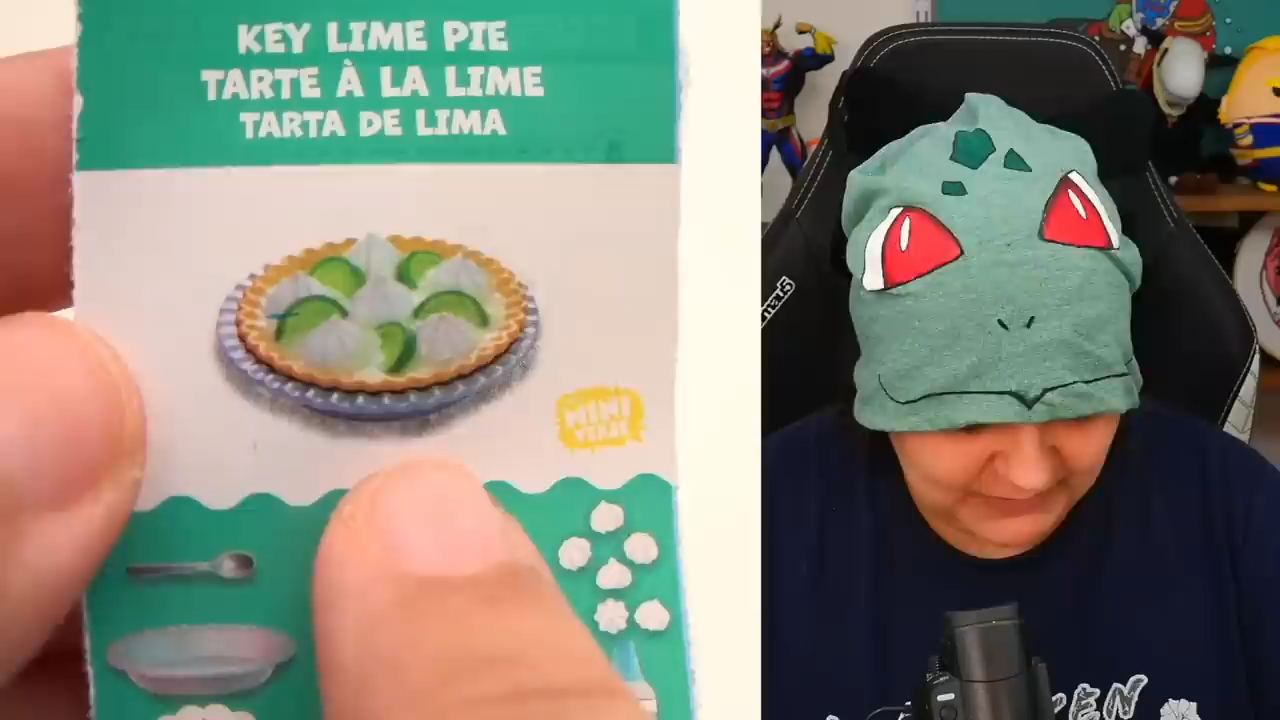 KEY LIME PIE
TARTE À LA LIME
TARTA DE LIMA
MINI
VERSE